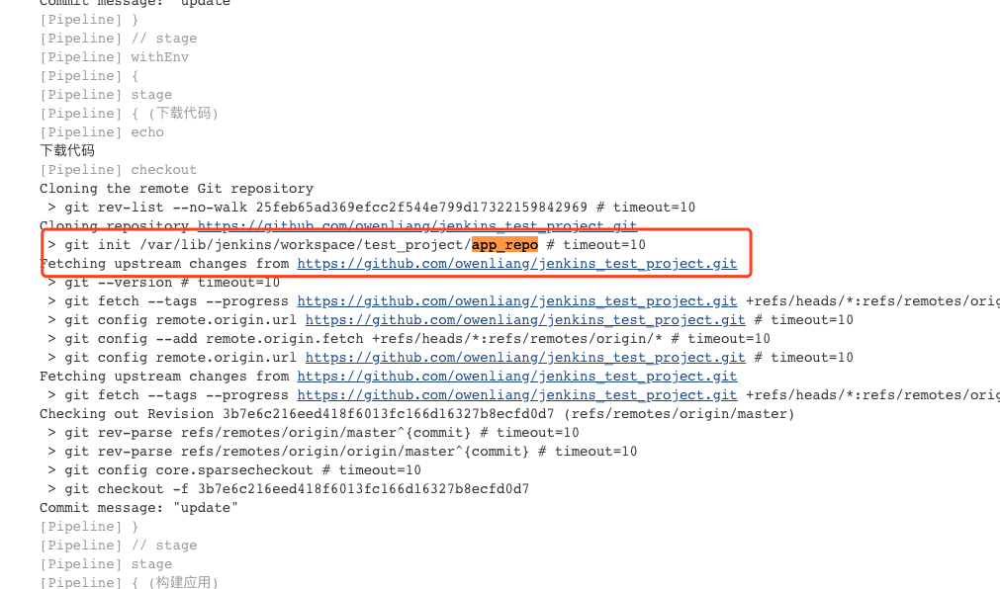 Commit message: "update"
[Pipeline] }
[Pipeline] // stage
[Pipeline] withEnv
[Pipeline] {
[Pipeline] stage
[Pipeline] { (下载代码)
[Pipeline] echo
下载代码
[Pipeline] checkout
Cloning the remote Git repository
 > git rev-list --no-walk 25feb65ad369efcc2f544e799d17322159842969 # timeout=10
Cloning repository https://github.com/owenliang/jenkins_test_project.git
 > git init /var/lib/jenkins/workspace/test_project/app_repo # timeout=10
Fetching upstream changes from https://github.com/owenliang/jenkins_test_project.git
 > git --version # timeout=10
 > git fetch --tags --progress https://github.com/owenliang/jenkins_test_project.git +refs/heads/*:refs/remotes/orig
 > git config remote.origin.url https://github.com/owenliang/jenkins_test_project.git # timeout=10
 > git config --add remote.origin.fetch +refs/heads/*:refs/remotes/origin/* # timeout=10
 > git config remote.origin.url https://github.com/owenliang/jenkins_test_project.git # timeout=10
Fetching upstream changes from https://github.com/owenliang/jenkins_test_project.git
 > git fetch --tags --progress https://github.com/owenliang/jenkins_test_project.git +refs/heads/*:refs/remotes/orig
Checking out Revision 3b7e6c216eed418f6013fc166d16327b8ecfd0d7 (refs/remotes/origin/master)
 > git rev-parse refs/remotes/origin/master^{commit} # timeout=10
 > git rev-parse refs/remotes/origin/origin/master^{commit} # timeout=10
 > git config core.sparsecheckout # timeout=10
 > git checkout -f 3b7e6c216eed418f6013fc166d16327b8ecfd0d7
Commit message: "update"
[Pipeline] }
[Pipeline] // stage
[Pipeline] stage
[Pipeline] { (构建应用)